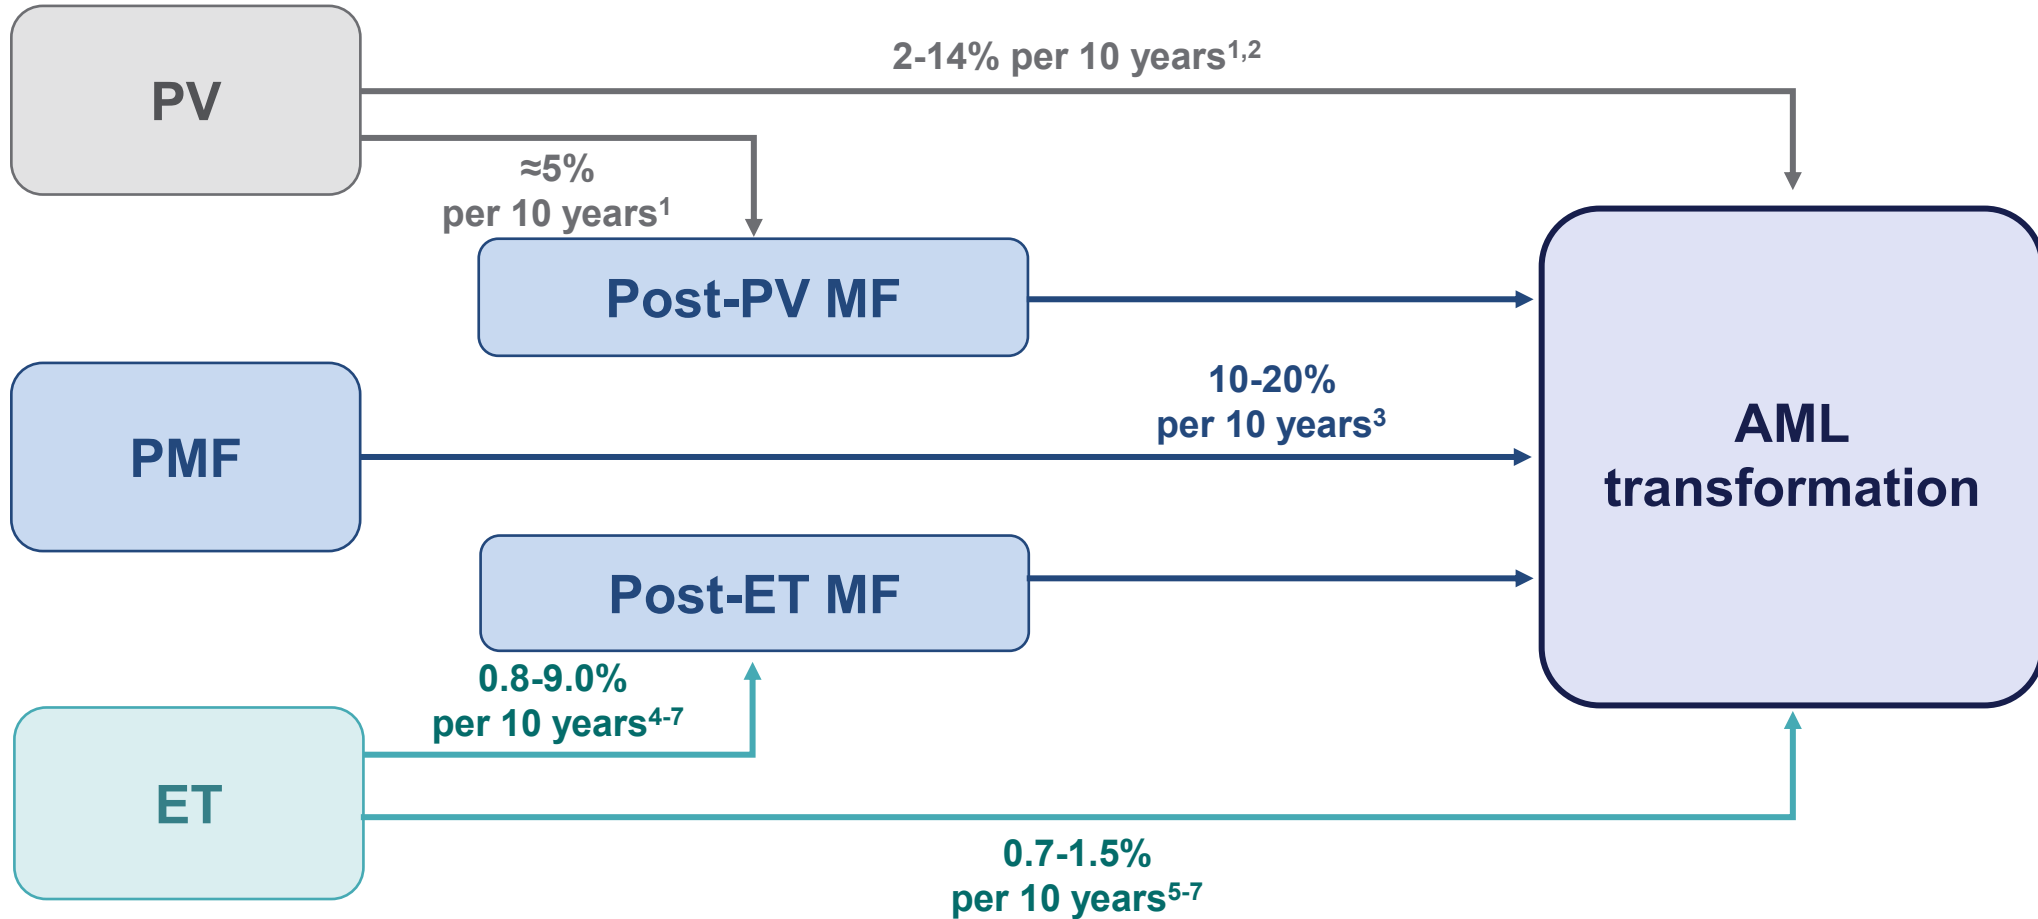 PV
2-14% per 10 years1,2
≈5%
per 10 years1
Post-PV MF
10-20%
per 10 years3
PMF
AML
transformation
Post-ET MF
0.8-9.0%
per 10 years4-7
ET
0.7-1.5%
per 10 years5-7